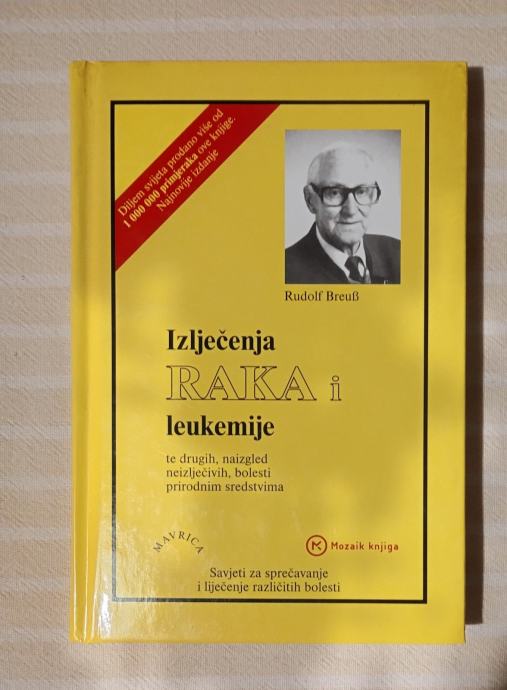 Diljem svijeta prodano više od
1 000 000 primjeraka ove knjige.
Najnovije izdanje
Rudolf Breuß
Izlječenja
RAKA i
leukemije
te drugih, naizgled
neizlječivih, bolesti
prirodnim sredstvima
MAVRICA
Mozaik knjiga
Savjeti za sprečavanje
i liječenje različitih bolesti